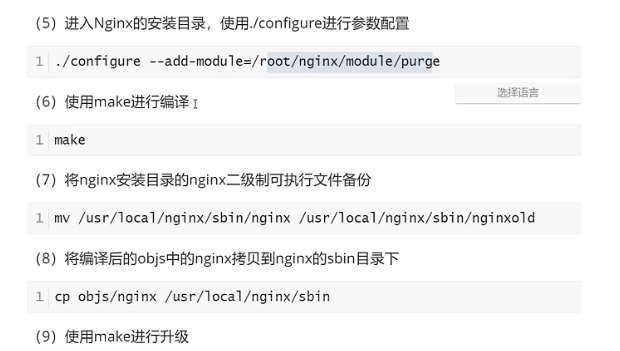 （5）进入Nginx的安装目录，使用./configure进行参数配置
1 ./configure --add-module=/root/nginx/module/purge
选择语言
（6）使用make进行编译
1 make
（7）将nginx安装目录的nginx二级制可执行文件备份
1 mv /usr/local/nginx/sbin/nginx /usr/local/nginx/sbin/nginxold
（8）将编译后的objs中的nginx拷贝到nginx的sbin目录下
1 cp objs/nginx /usr/local/nginx/sbin
（9）使用make进行升级